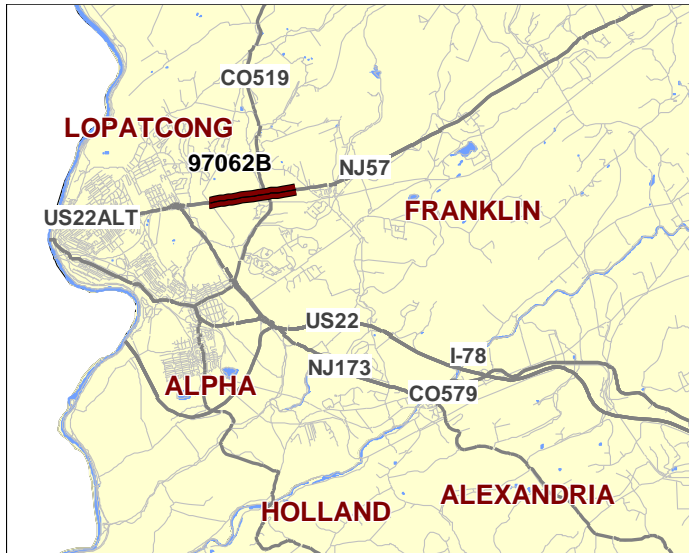 CO519
LOPATCONG
97062B
NJ57
US22ALT
FRANKLIN
US22
I-78
NJ173
ALPHA
CO579
ALEXANDRIA
HOLLAND